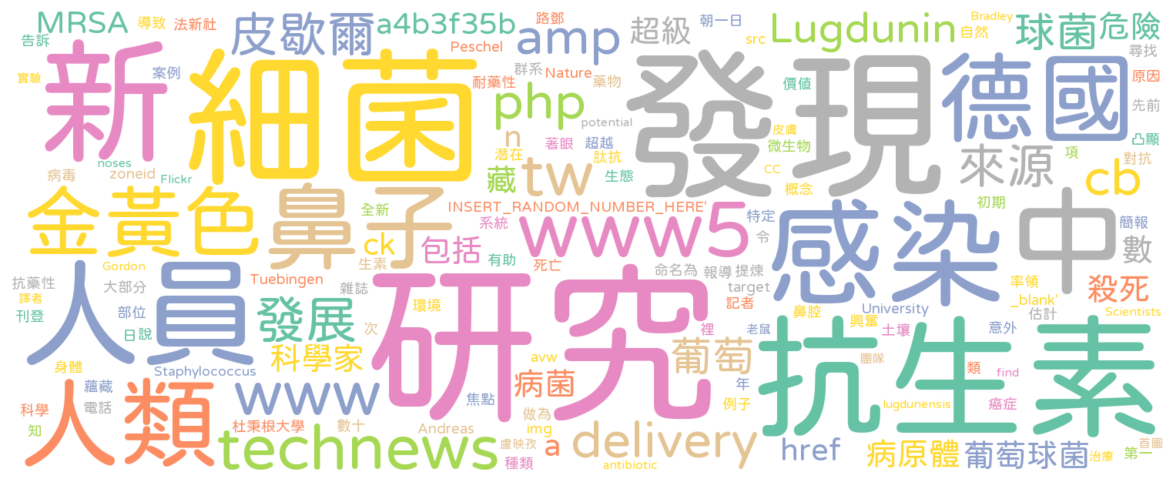 MRSA 導致 法新社 皮歇爾 a4b3f35b 路鄧 amp 超級 朝一日 Lugdunin Bradley 自然 球菌 危險
告訴 新 細菌 Peschel src 尋找
實驗 案例 耐藥性 群系 Nature 藥物 發現 價值 德國 原因
php potential 先前
noses n 著眼 超越 皮膚 微生物 凸顯
病毒 zoneid Flickr 潛在 肽抗 cc 來源 項 對抗
金黃色 鼻子 藏 tw 生態 概念 cb
全新 INSERT_RANDOM_NUMBER_HERE' 特定 初期
系統 www5 感染 中 簡報
Gordon ck 包括 有助 令 數
抗藥性 大部分 Tuebingen 生素 死亡 命名為 報導 提煉 率領
譯者 人員 雜誌 環境 研究 target _blank' 殺死
刊登 部位 發展 次 記者 鼻腔 University 估計
日 說 興奮 土壤 意外 Scientists
身體 Staphylococcus 科學家 avw 葡萄 老鼠 抗生素
人類 蘊藏 www 病菌 團隊 類 find
科學 電話 焦點 年 例子 lugdunensis 癌症
知 杜秉根大學 數十 Andreas 做為
technews img a delivery href 病原體 葡萄球菌 第一 首圖
盧映孜 種類 antibiotic 治療